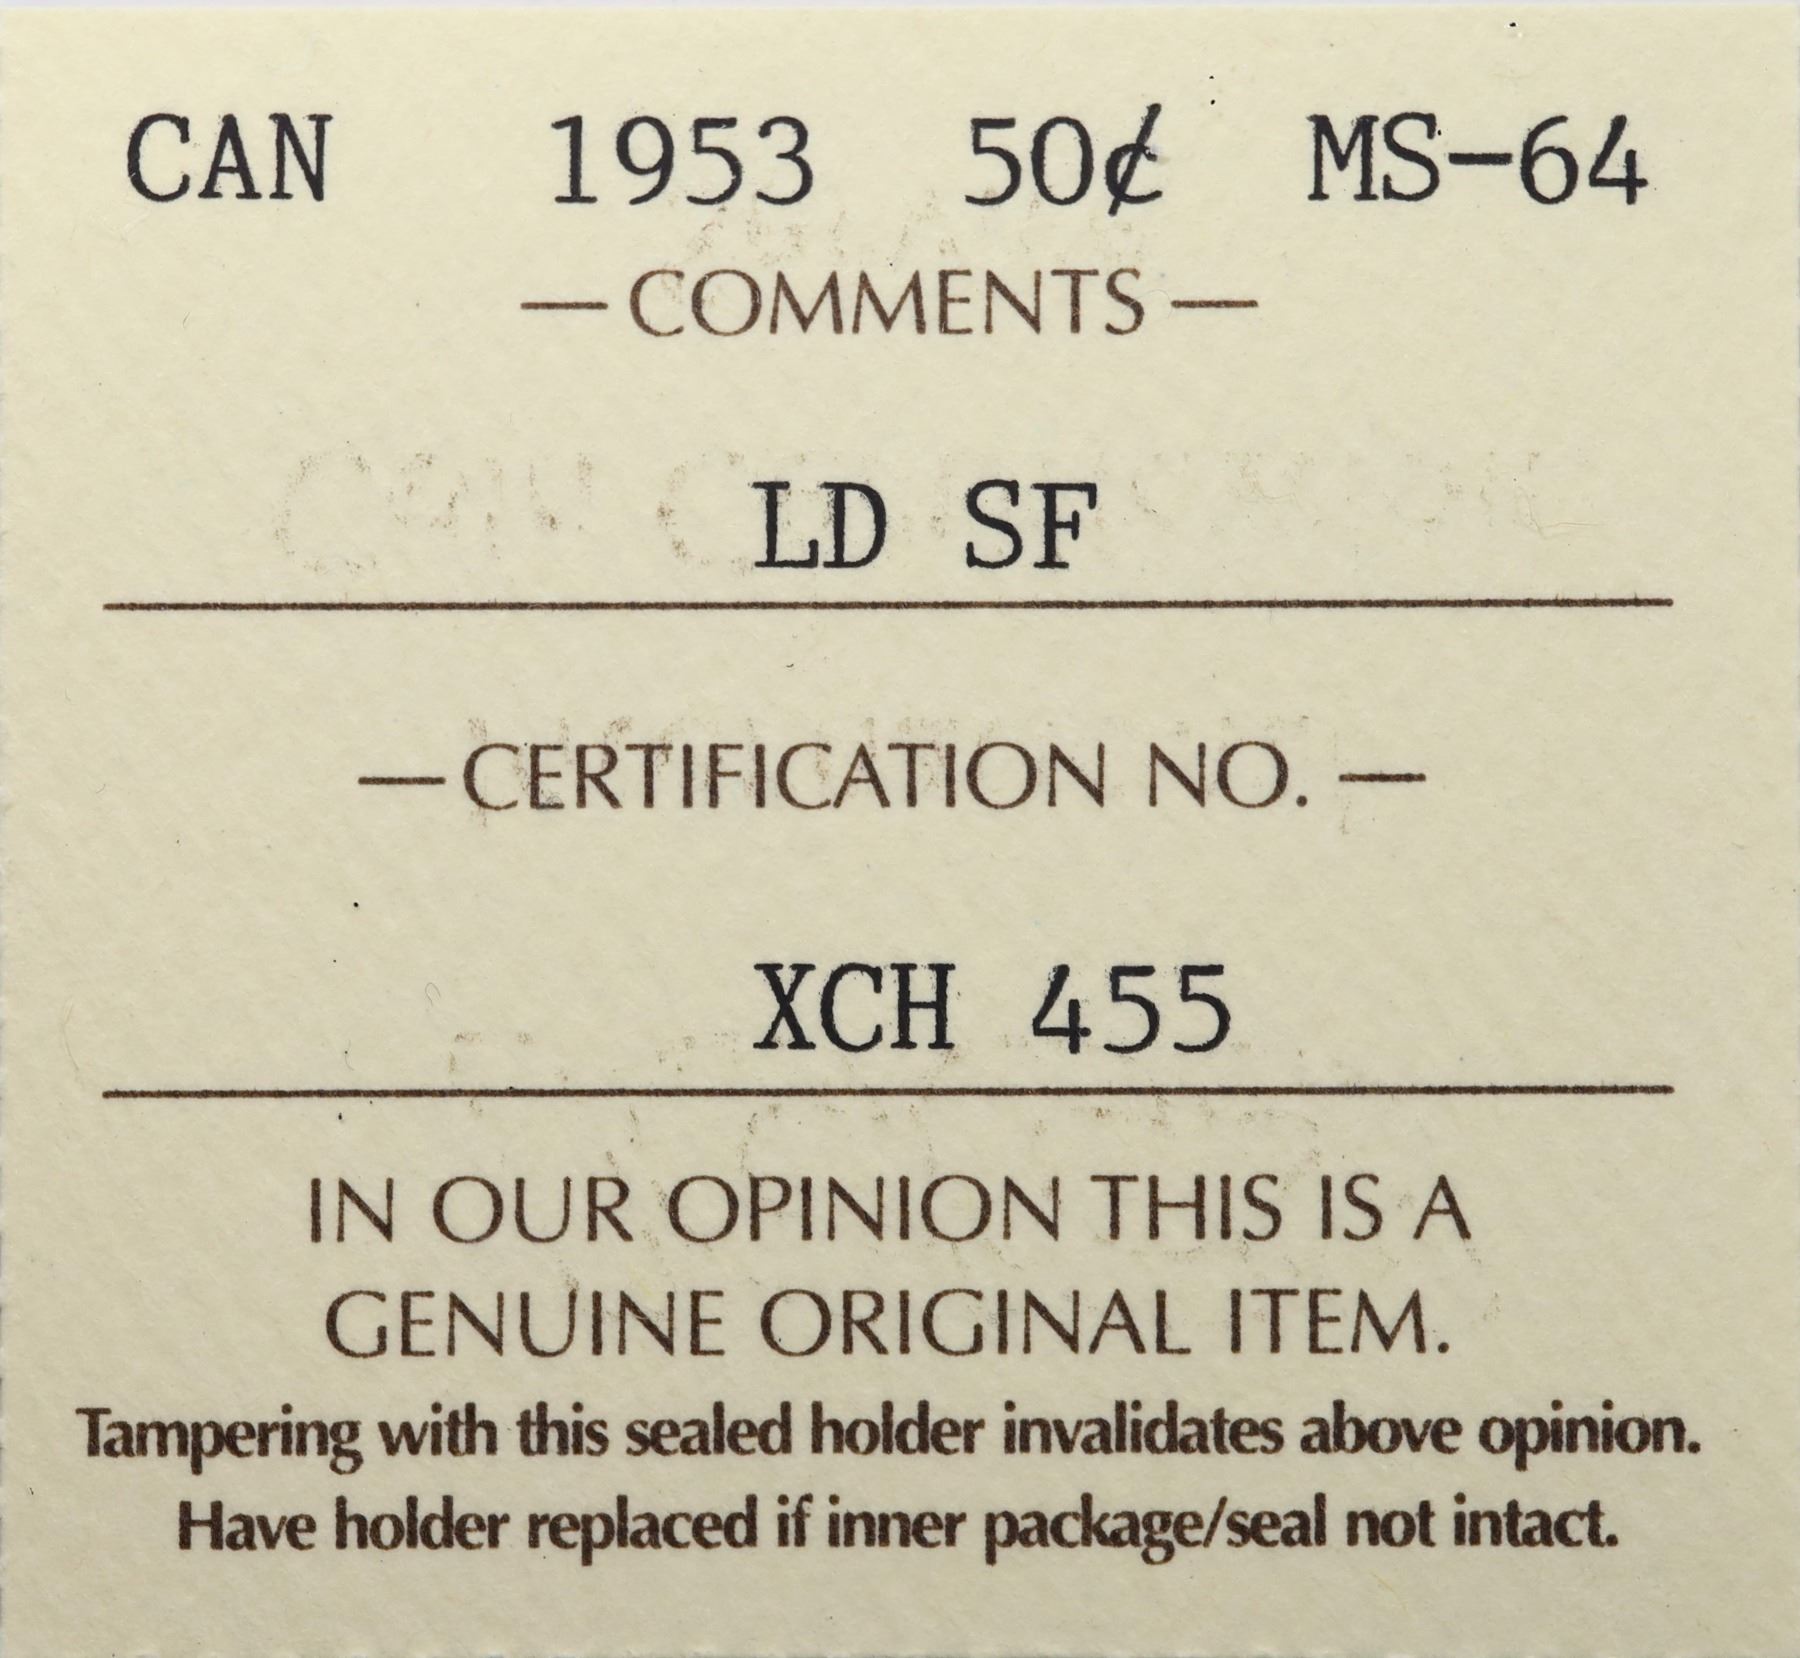 CAN 1953 50¢ MS-64
— COMMENTS —
LD SF
— CERTIFICATION NO. —
XCH 455
IN OUR OPINION THIS IS A
GENUINE ORIGINAL ITEM.
Tampering with this sealed holder invalidates above opinion.
Have holder replaced if inner package/seal not intact.